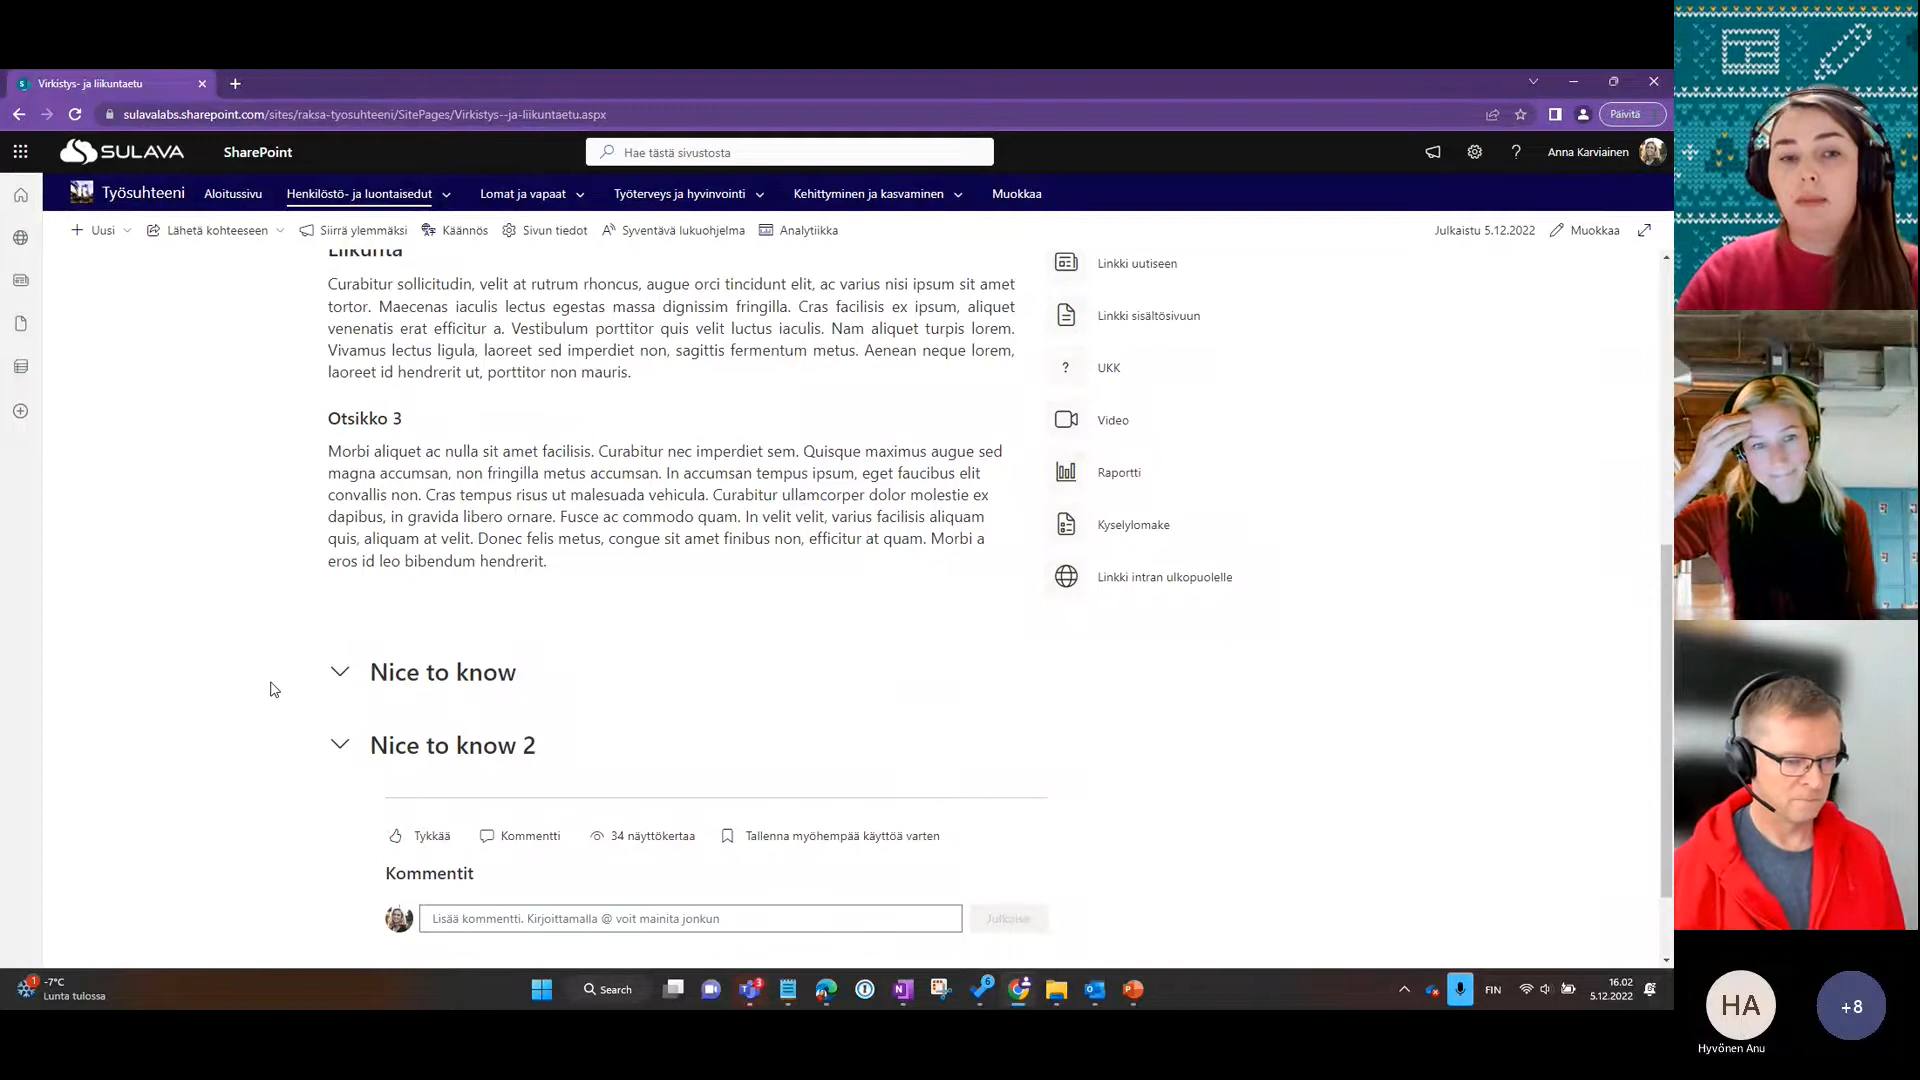 Virkistys- ja liikuntaetu
sulavalabs.sharepoint.com/sites/raksa-tyosuhteeni/SitePages/Virkistys--ja-liikuntaetu.aspx
Päivitä
SULAVA
SharePoint
Hae tästä sivustosta
Anna Karviainen
Työsuhteeni
Aloitussivu
Henkilöstö- ja luontaisedut
Lomat ja vapaat
Työterveys ja hyvinvointi
Kehittyminen ja kasvaminen
Muokkaa
Uusi
Lähetä kohteeseen
Siirrä ylemmäksi
Käännös
Sivun tiedot
Syventävä lukuohjelma
Analytiikka
Julkaistu 5.12.2022
Muokkaa
Liikunta
Curabitur sollicitudin, velit at rutrum rhoncus, augue orci tincidunt elit, ac varius nisi ipsum sit amet
tortor. Maecenas iaculis lectus egestas massa dignissim fringilla. Cras facilisis ex ipsum, aliquet
venenatis erat efficitur a. Vestibulum porttitor quis velit luctus iaculis. Nam aliquet turpis lorem.
Vivamus lectus ligula, laoreet sed imperdiet non, sagittis fermentum metus. Aenean neque lorem,
laoreet id hendrerit ut, porttitor non mauris.
Otsikko 3
Morbi aliquet ac nulla sit amet facilisis. Curabitur nec imperdiet sem. Quisque maximus augue sed
magna accumsan, non fringilla metus accumsan. In accumsan tempus ipsum, eget faucibus elit
convallis non. Cras tempus risus ut malesuada vehicula. Curabitur ullamcorper dolor molestie ex
dapibus, in gravida libero ornare. Fusce ac commodo quam. In velit velit, varius facilisis aliquam
quis, aliquam at velit. Donec felis metus, congue sit amet finibus non, efficitur at quam. Morbi a
eros id leo bibendum hendrerit.
Linkki uutiseen
Linkki sisältösivuun
? UKK
Video
Raportti
Kyselylomake
Linkki intran ulkopuolelle
Nice to know
Nice to know 2
Tykkää
Kommentti
34 näyttökertaa
Tallenna myöhempää käyttöä varten
Kommentit
Lisää kommentti. Kirjoittamalla @ voit mainita jonkun
Julkaise
1
-7°C
Lunta tulossa
Search
3
6
FIN
16.02
5.12.2022
HA
Hyvönen Anu
+8